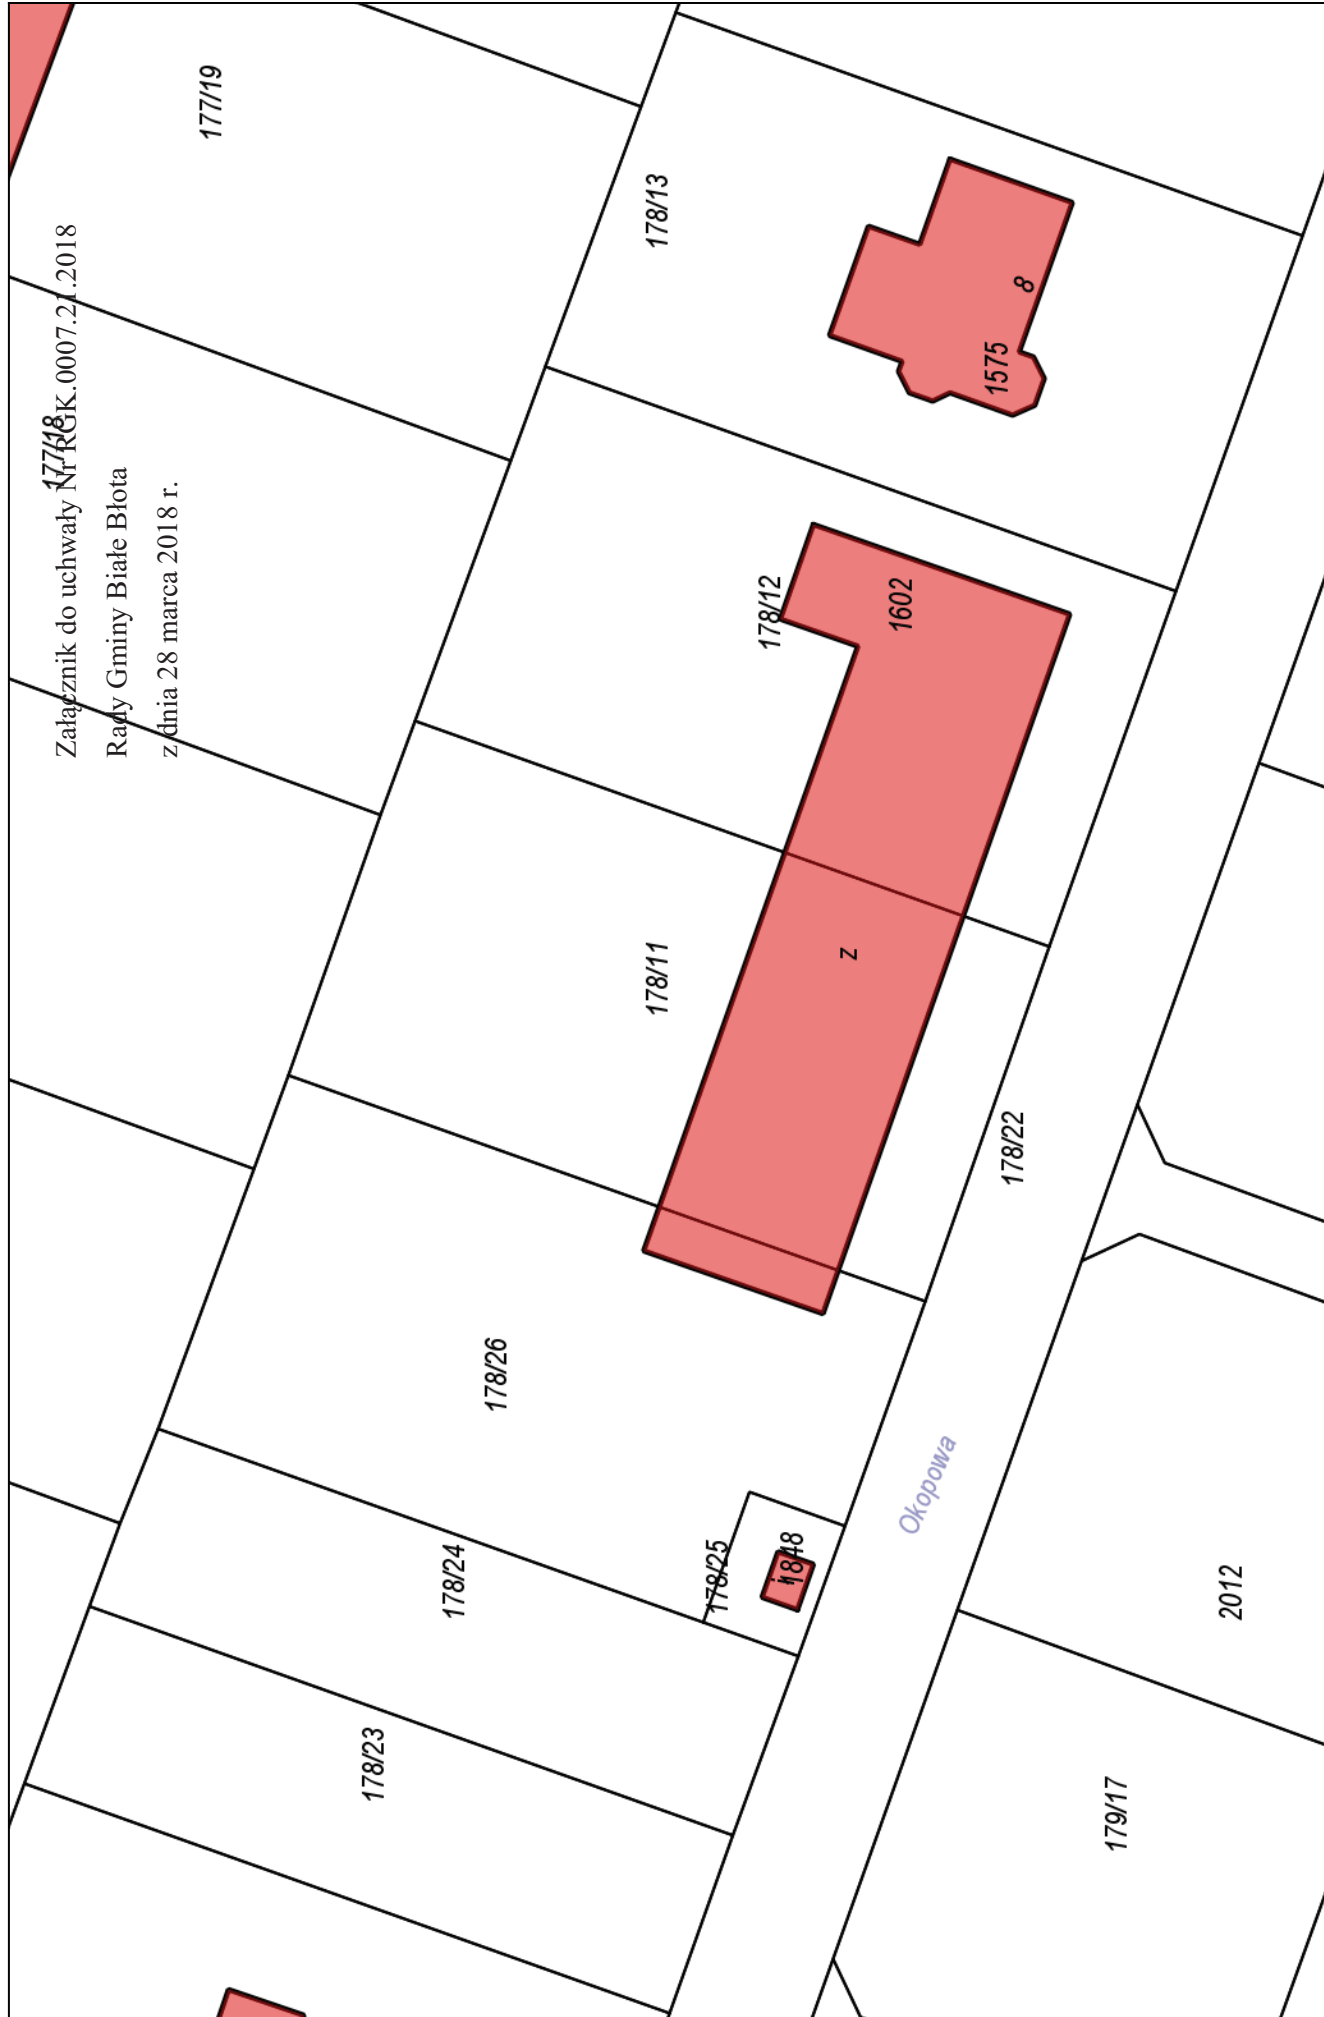 Załącznik do uchwały Nr RGK.0007.21.2018
Rady Gminy Białe Błota
z dnia 28 marca 2018 r.
177/18
177/19
178/13
8
1575
178/12
1602
178/11
z
178/22
178/26
Okopowa
178/25
i
1848
178/24
2012
178/23
179/17